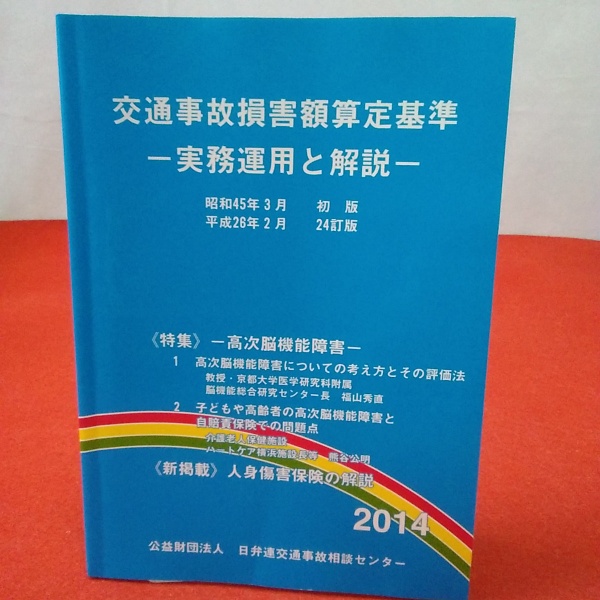 交通事故損害額算定基準
－実務運用と解説－
昭和45年3月 初版
平成26年2月 24訂版
《特集》－高次脳機能障害－
1 高次脳機能障害についての考え方とその評価法
教授・京都大学医学研究科附属
脳機能総合研究センター長 福山秀直
2 子どもや高齢者の高次脳機能障害と
自賠責保険での問題点
介護老人保健施設
ハートケア横浜施設長等 熊谷公明
《新掲載》人身傷害保険の解説
2014
公益財団法人 日弁連交通事故相談センター